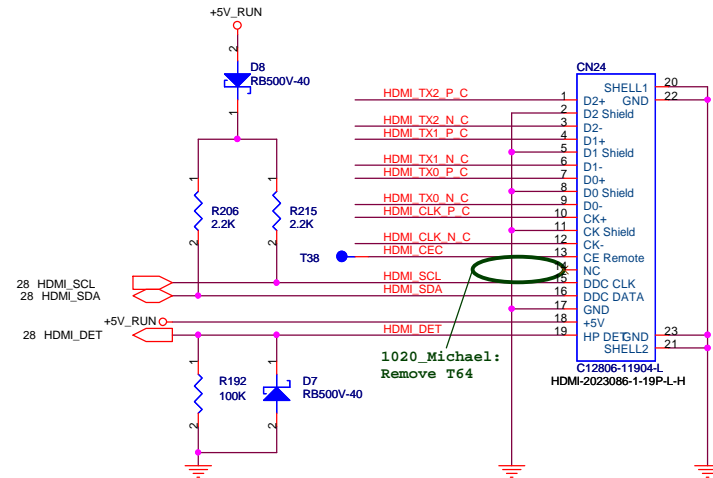 +5V_RUN
2
D8
RB500V-40
1
CN24
SHELL1 20
GND 22
HDMI_TX2_P_C 1 D2+
2 D2 Shield
HDMI_TX2_N_C 3 D2-
HDMI_TX1_P_C 4 D1+
5 D1 Shield
HDMI_TX1_N_C 6 D1-
HDMI_TX0_P_C 7 D0+
8 D0 Shield
HDMI_TX0_N_C 9 D0-
HDMI_CLK_P_C 10 CK+
11 CK Shield
HDMI_CLK_N_C 12 CK-
T38 HDMI_CEC 13 CE Remote
14 NC
1 1
R206 R215
2.2K 2.2K
2 2
28 HDMI_SCL HDMI_SCL 15 DDC CLK
28 HDMI_SDA HDMI_SDA 16 DDC DATA
17 GND
+5V_RUN 18 +5V
28 HDMI_DET HDMI_DET 19 HP DET GND 23
SHELL2 21
1020_Michael:
Remove T64
C12806-11904-L
HDMI-2023086-1-19P-L-H
1 1
R192 D7
100K RB500V-40
2 2